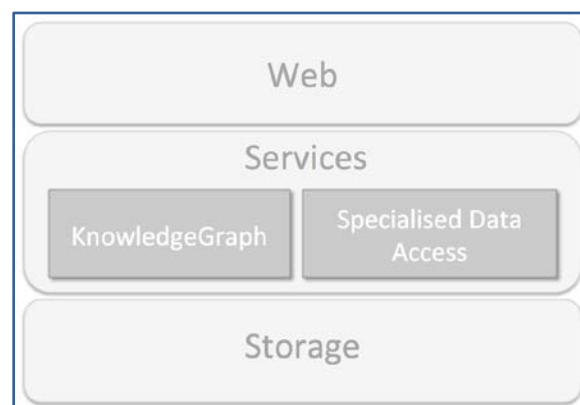 Web
Services
KnowledgeGraph
Specialised Data
Access
Storage